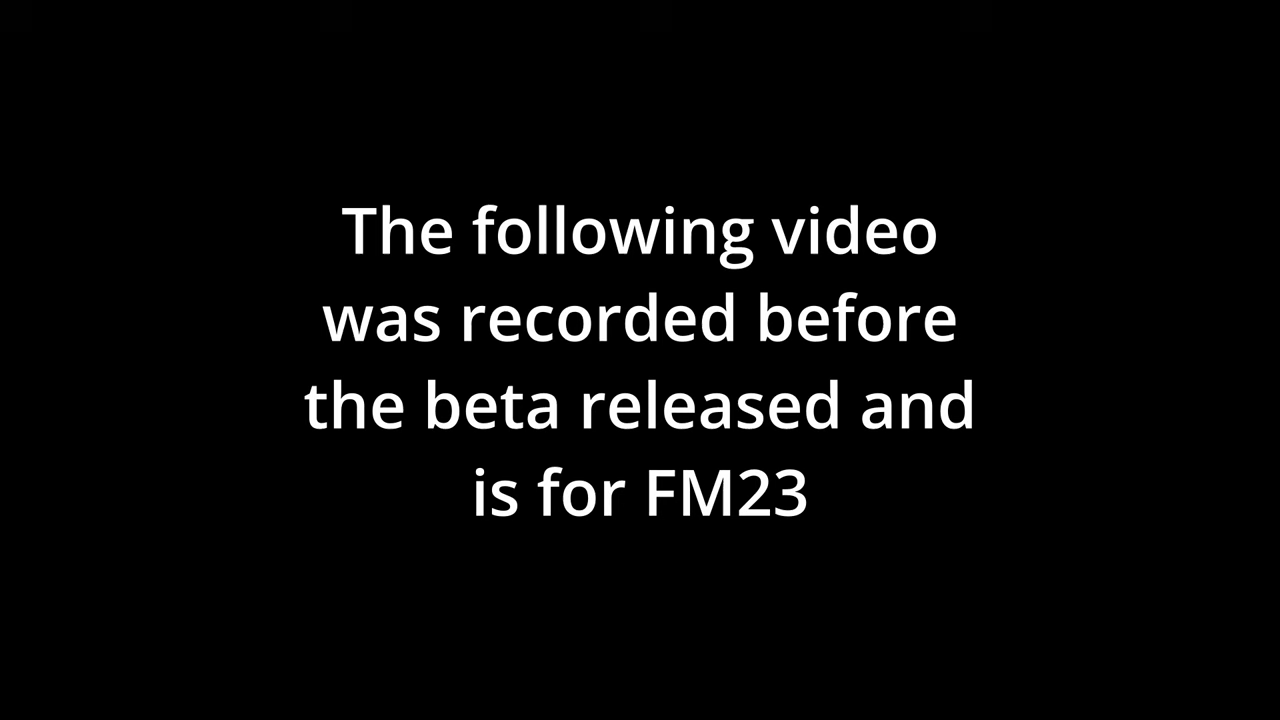 The following video
was recorded before
the beta released and
is for FM23